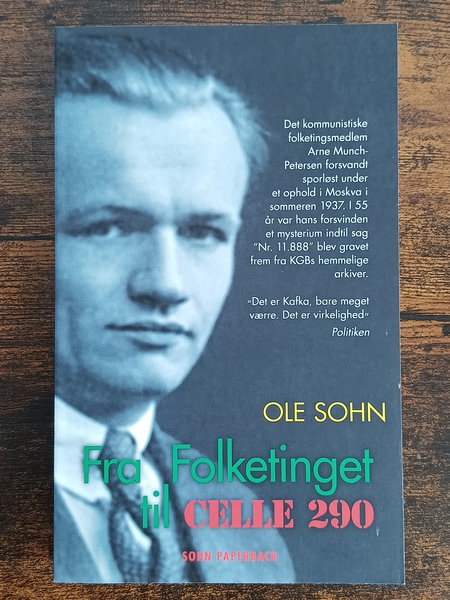 Det kommunistiske
folketingsmedlem
Arne Munch-
Petersen forsvandt
sporløst under
et ophold i Moskva i
sommeren 1937. I 55
år var hans forsvinden
et mysterium indtil sag
"Nr. 11.888" blev gravet
frem fra KGBs hemmelige
arkiver.
"Det er Kafka, bare meget
værre. Det er virkelighed"
Politiken
OLE SOHN
Fra Folketinget
til CELLE 290
SOHN PAPERBACK